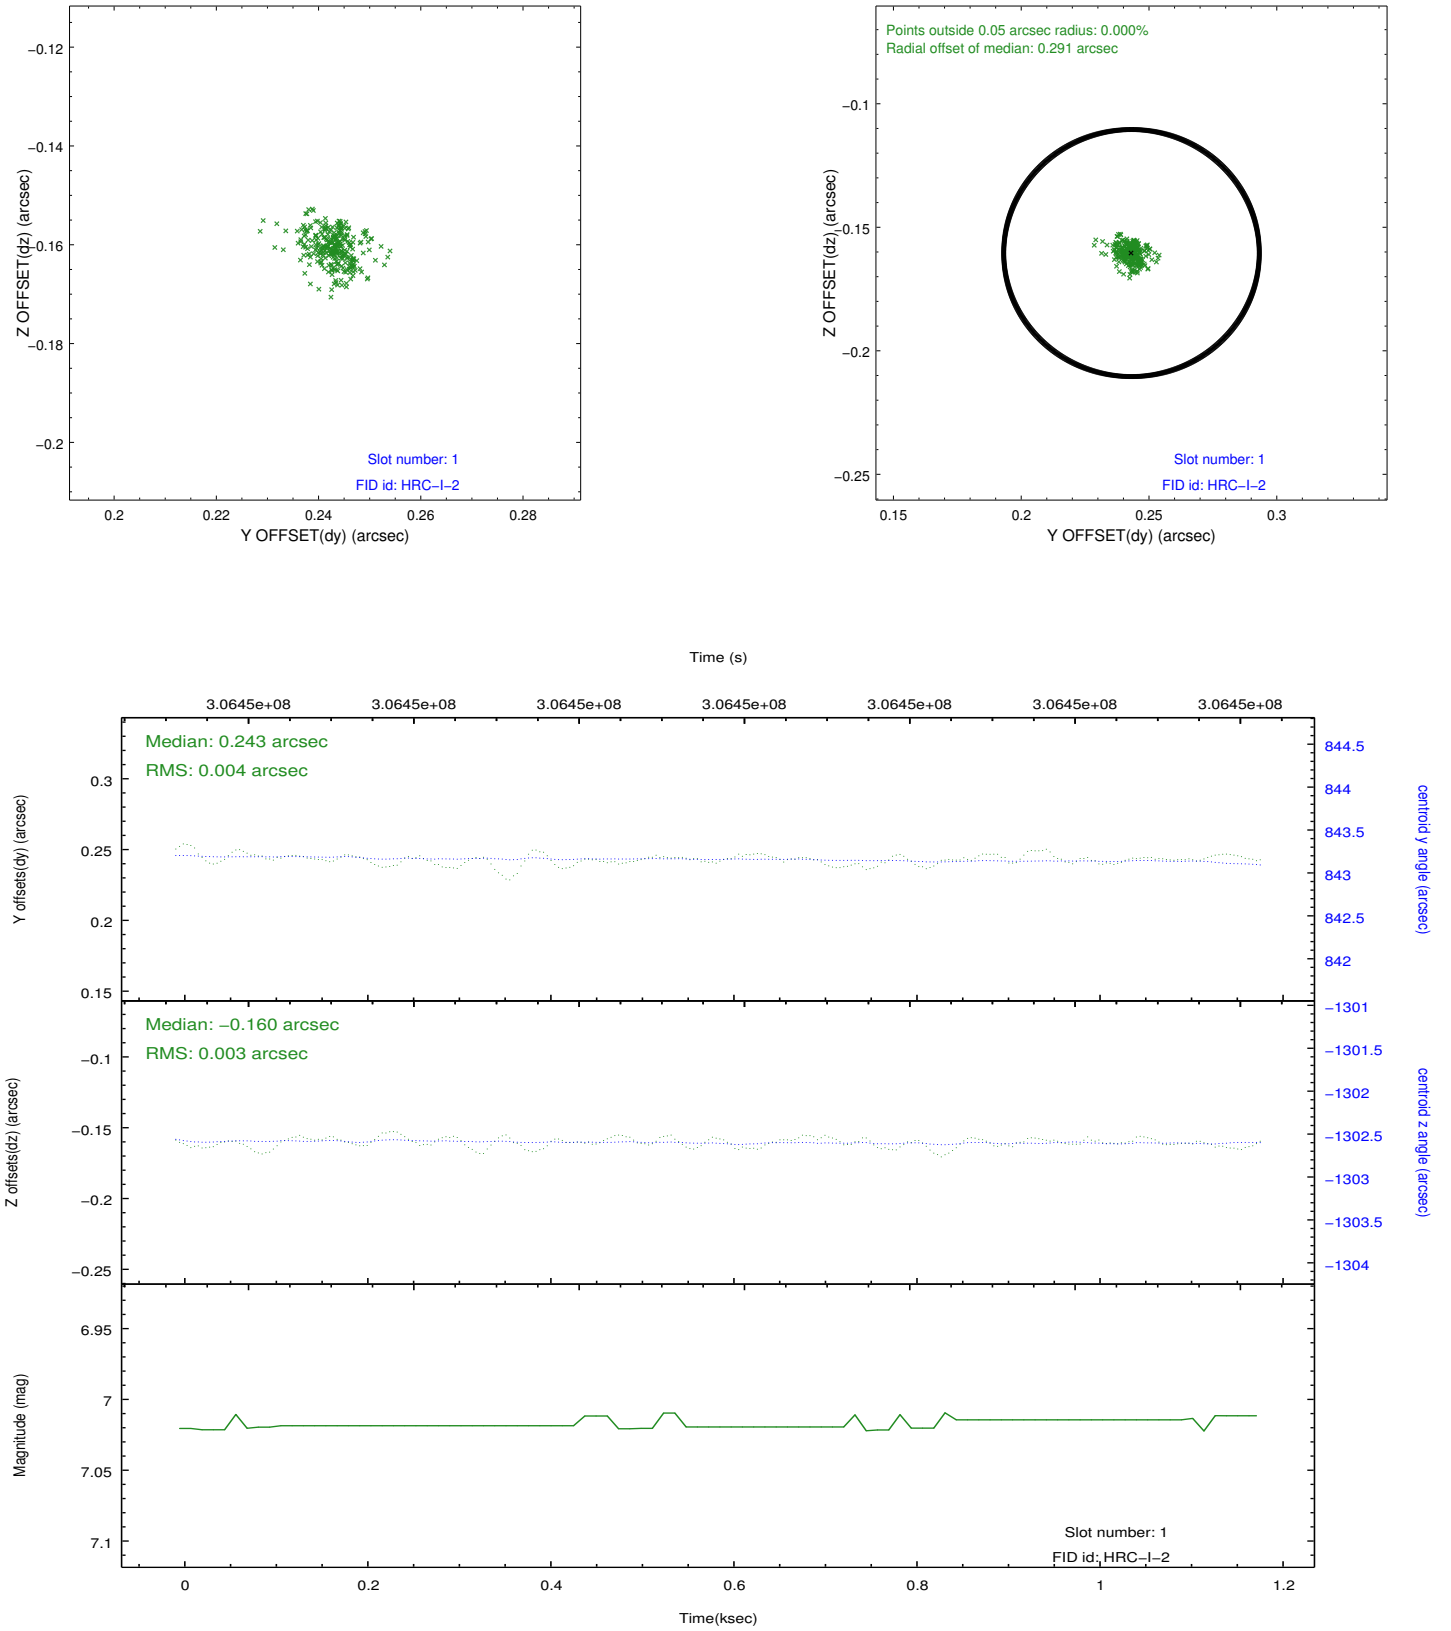 −0.12
−0.14
−0.16
−0.18
−0.2
Z OFFSET(dz) (arcsec)
Slot number: 1
FID id: HRC−I−2
0.2 0.22 0.24 0.26 0.28
Y OFFSET(dy) (arcsec)
Points outside 0.05 arcsec radius: 0.000%
Radial offset of median: 0.291 arcsec
−0.1
−0.15
−0.2
−0.25
Z OFFSET(dz) (arcsec)
Slot number: 1
FID id: HRC−I−2
0.15 0.2 0.25 0.3
Y OFFSET(dy) (arcsec)
Time (s)
3.0645e+08 3.0645e+08 3.0645e+08 3.0645e+08 3.0645e+08 3.0645e+08 3.0645e+08
Median: 0.243 arcsec
RMS: 0.004 arcsec
0.3
0.25
0.2
0.15
Y offsets(dy) (arcsec)
844.5
844
843.5
843
842.5
842
centroid y angle (arcsec)
Median: −0.160 arcsec
RMS: 0.003 arcsec
−0.1
−0.15
−0.2
−0.25
Z offsets(dz) (arcsec)
−1301
−1301.5
−1302
−1302.5
−1303
−1303.5
−1304
centroid z angle (arcsec)
6.95
7
7.05
7.1
Magnitude (mag)
Slot number: 1
FID id: HRC−I−2
0 0.2 0.4 0.6 0.8 1 1.2
Time(ksec)